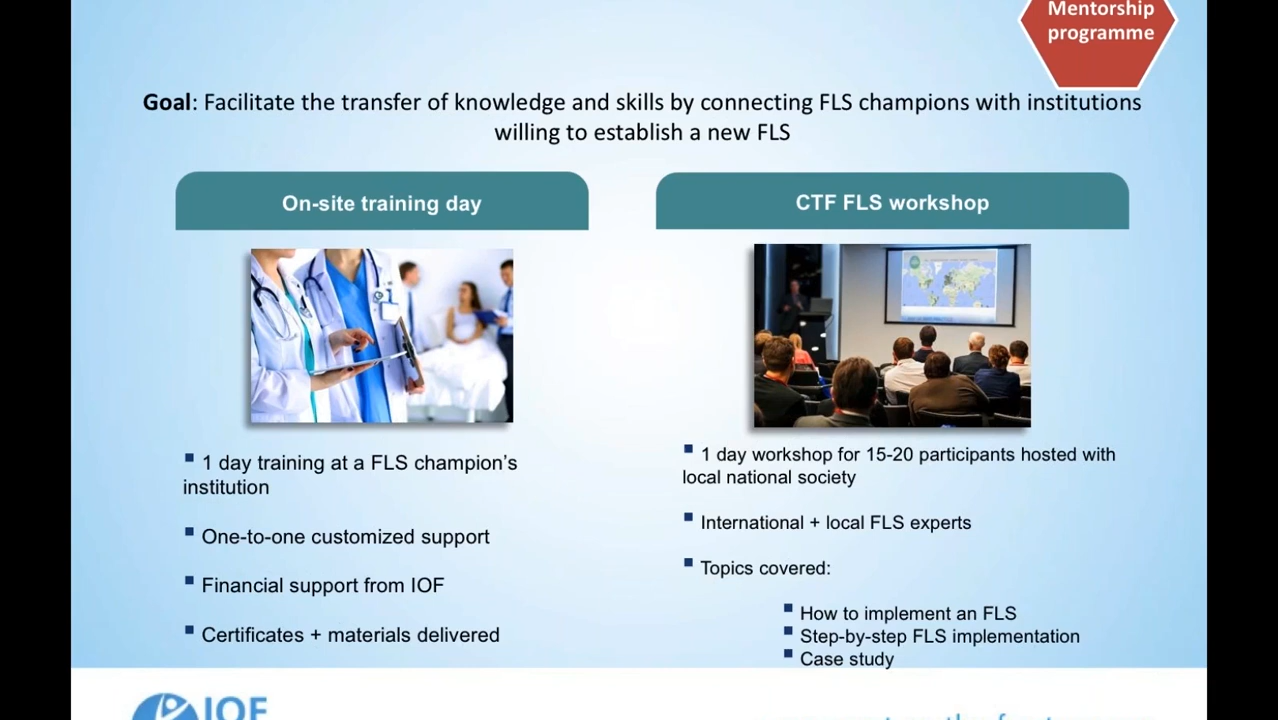 Mentorship
programme
Goal: Facilitate the transfer of knowledge and skills by connecting FLS champions with institutions
willing to establish a new FLS
On-site training day
CTF FLS workshop
▪ 1 day training at a FLS champion’s
institution
▪ One-to-one customized support
▪ Financial support from IOF
▪ Certificates + materials delivered
▪ 1 day workshop for 15-20 participants hosted with
local national society
▪ International + local FLS experts
▪ Topics covered:
▪ How to implement an FLS
▪ Step-by-step FLS implementation
▪ Case study
IOF